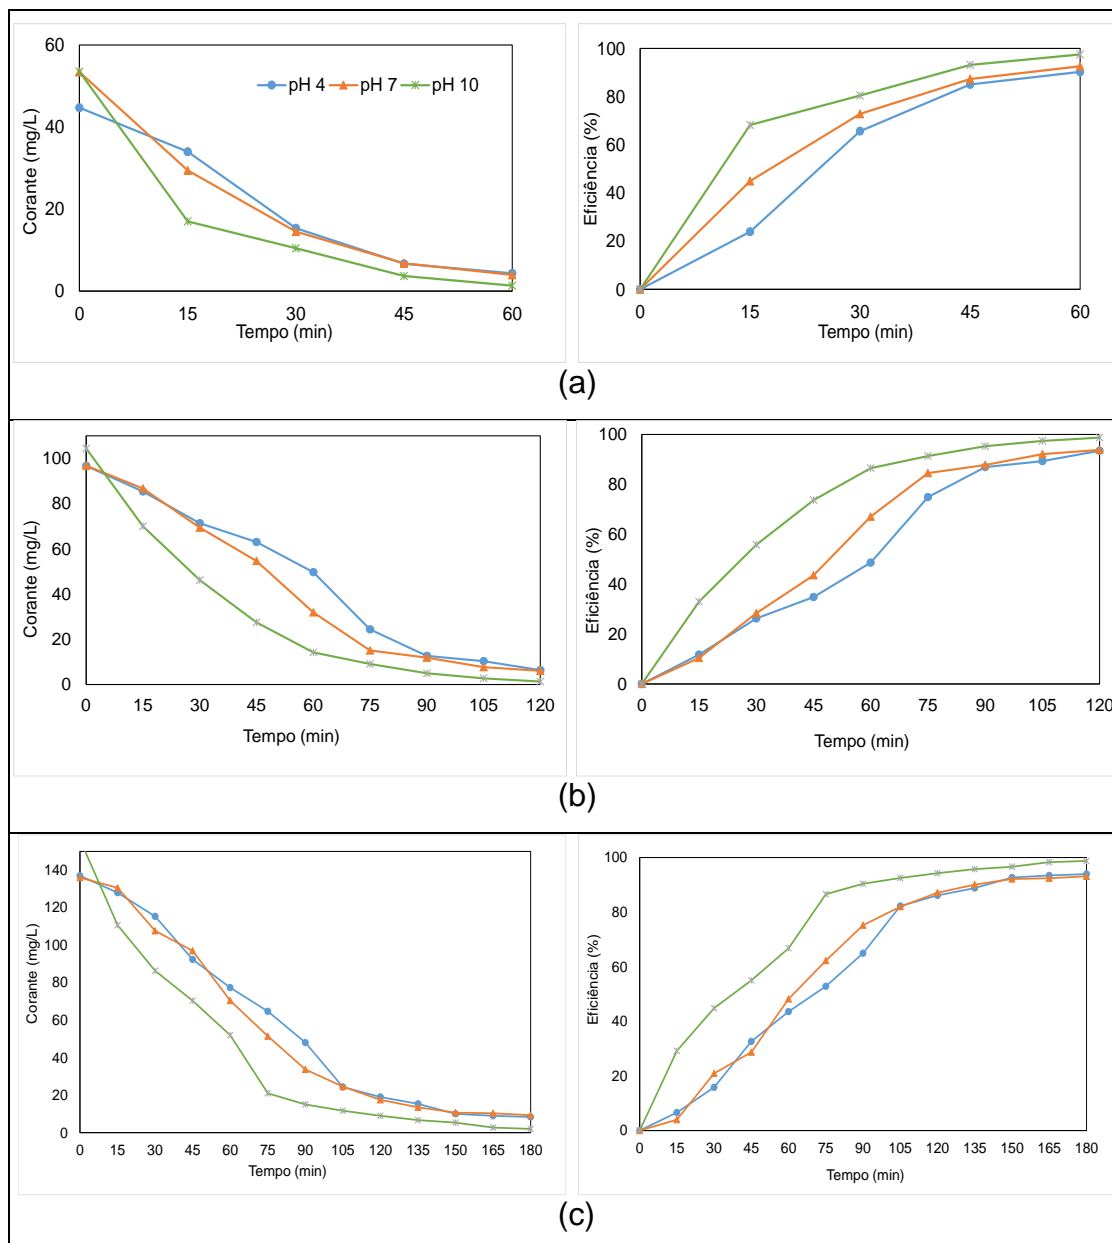 60
40
20
0
Corante (mg/L)
pH 4 pH 7 pH 10
0 15 30 45 60
Tempo (min)
100
80
60
40
20
0
Eficiência (%)
0 15 30 45 60
Tempo (min)
(a)
100
80
60
40
20
0
Corante (mg/L)
0 15 30 45 60 75 90 105 120
Tempo (min)
100
80
60
40
20
0
Eficiência (%)
0 15 30 45 60 75 90 105 120
Tempo (min)
(b)
140
120
100
80
60
40
20
0
Corante (mg/L)
0 15 30 45 60 75 90 105 120 135 150 165 180
Tempo (min)
100
80
60
40
20
0
Eficiência (%)
0 15 30 45 60 75 90 105 120 135 150 165 180
Tempo (min)
(c)